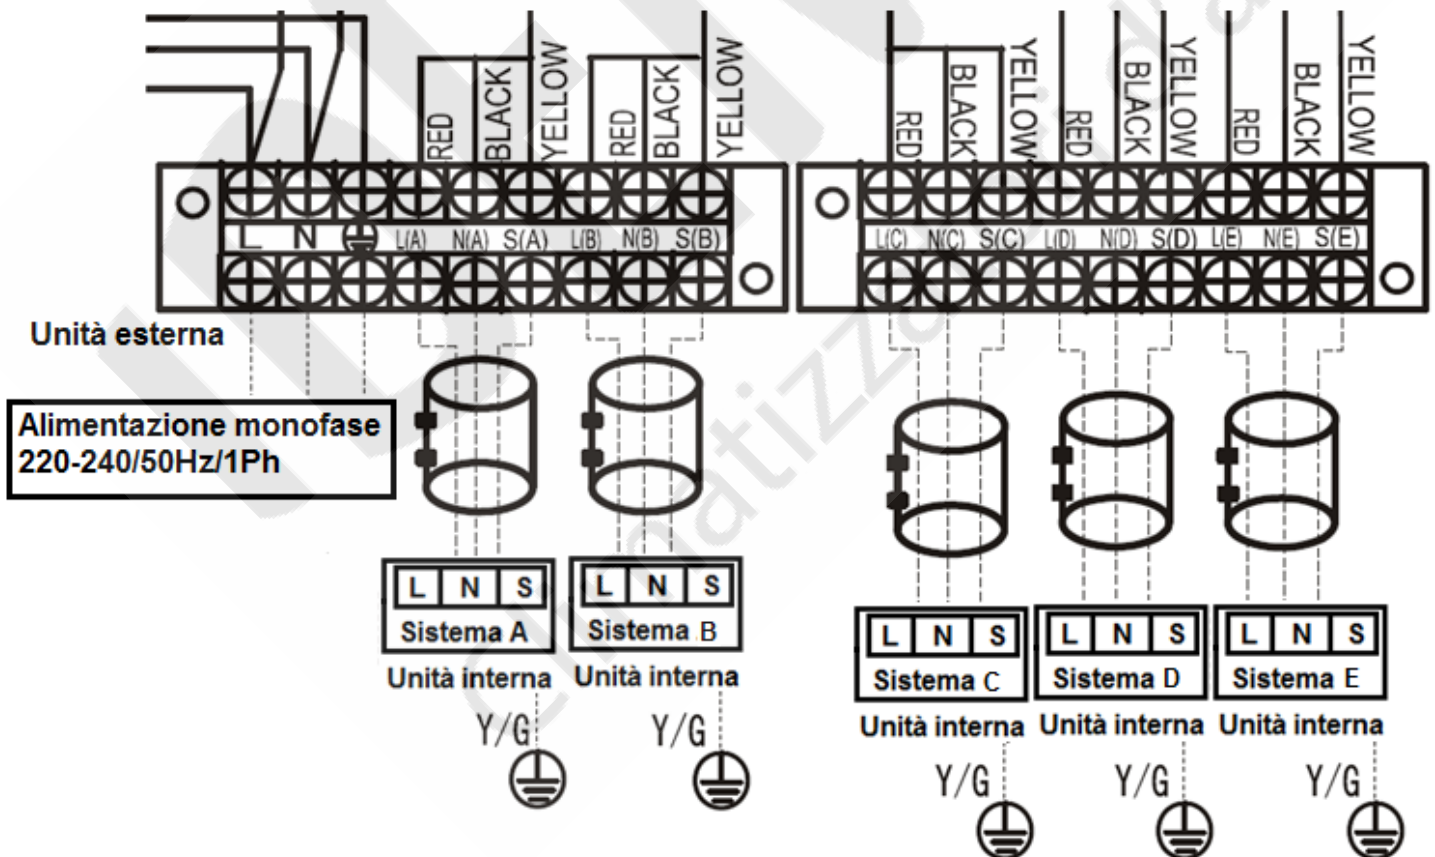 RED BLACK YELLOW RED BLACK YELLOW RED BLACK YELLOW RED BLACK YELLOW RED BLACK YELLOW
L N L(A) N(A) S(A) L(B) N(B) S(B) L(C) N(C) S(C) L(D) N(D) S(D) L(E) N(E) S(E)
Unità esterna
Alimentazione monofase
220-240/50Hz/1Ph
L N S L N S
Sistema A Sistema B
Unità interna Unità interna
Y/G Y/G
L N S L N S L N S
Sistema C Sistema D Sistema E
Unità interna Unità interna Unità interna
Y/G Y/G Y/G
climatizzatori d'a